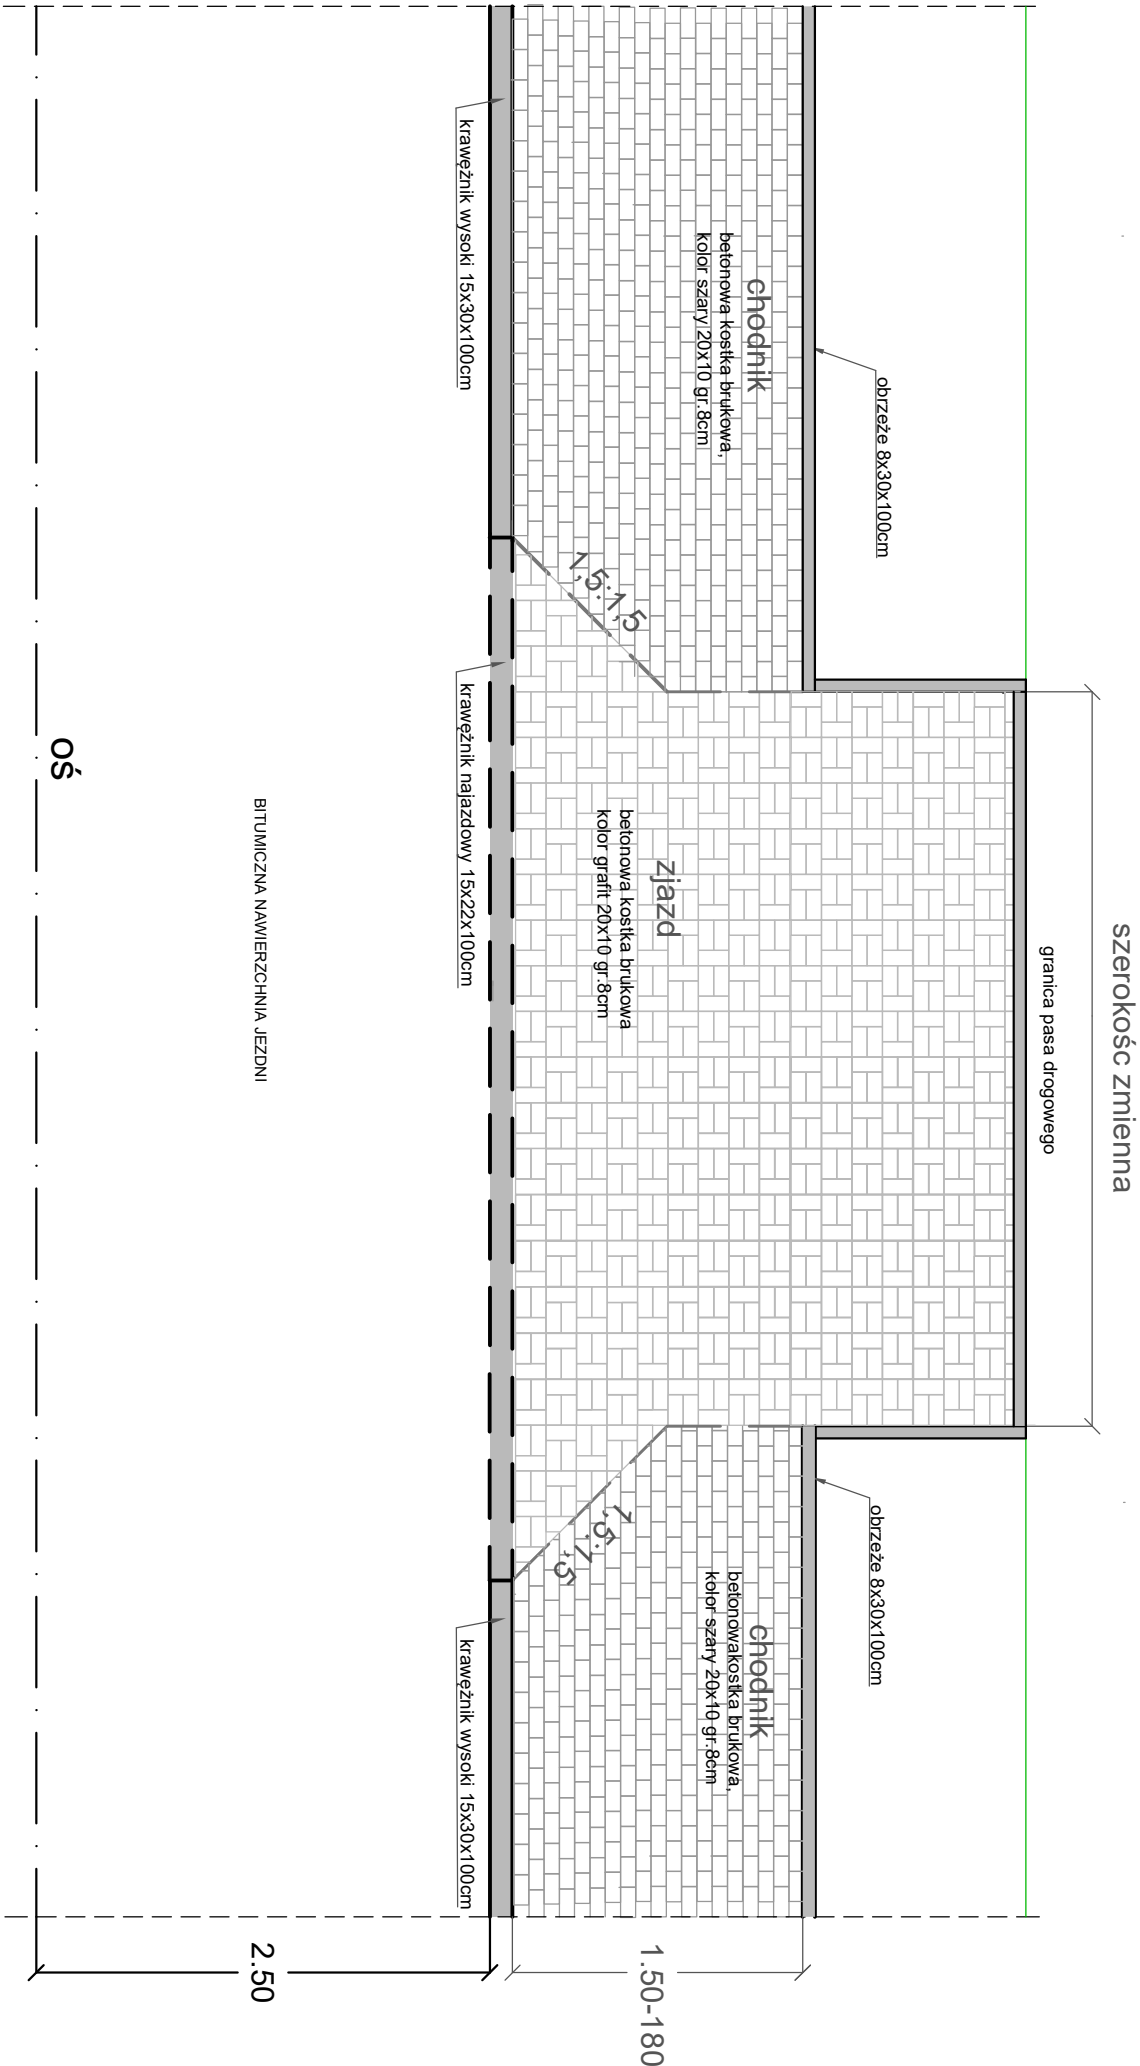 szerokośc zmienna
granica pasa drogowego
obrzeże 8x30x100cm
obrzeże 8x30x100cm
chodnik
betonowa kostka brukowa,
kolor szary 20x10 gr.8cm
chodnik
betonowakostka brukowa,
kolor szary 20x10 gr.8cm
1,5:1,5
1,5:1,5
zjazd
betonowa kostka brukowa
kolor grafit 20x10 gr.8cm
1.50-180
krawężnik wysoki 15x30x100cm
krawężnik najazdowy 15x22x100cm
krawężnik wysoki 15x30x100cm
BITUMICZNA NAWIERZCHNIA JEZDNI
2.50
oś